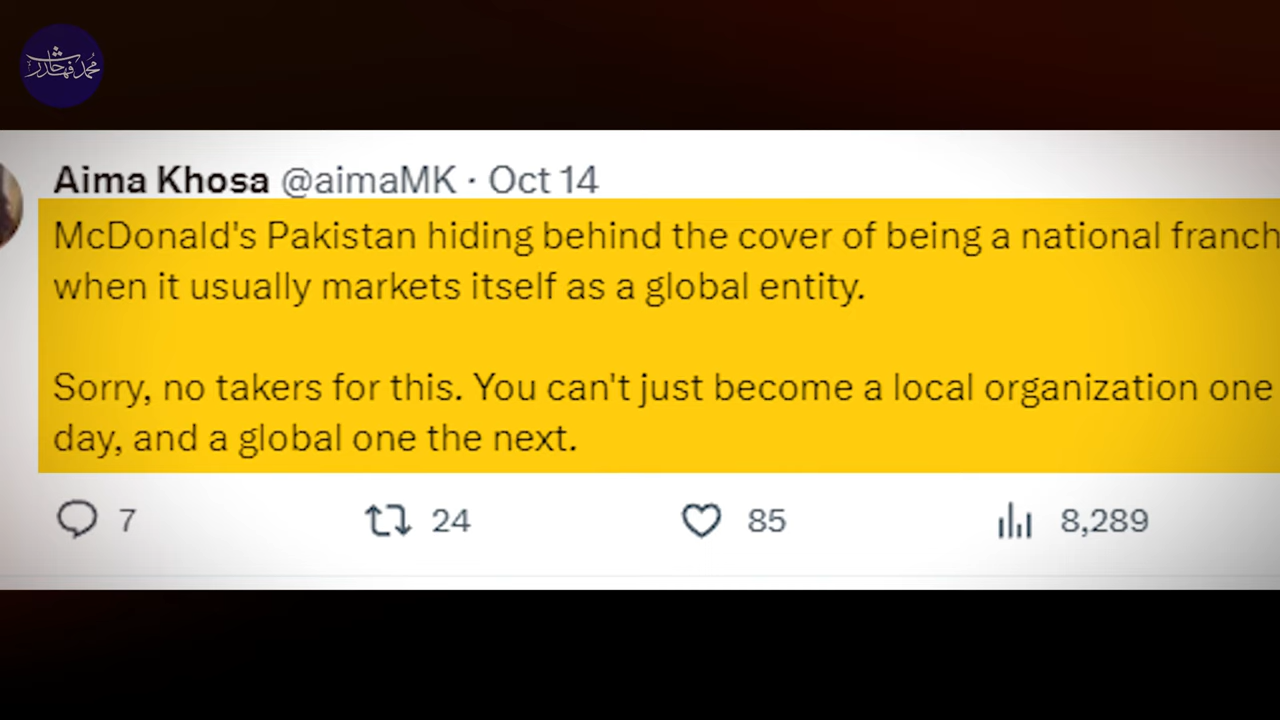 Aima Khosa @aimaMK · Oct 14
McDonald's Pakistan hiding behind the cover of being a national franch
when it usually markets itself as a global entity.
Sorry, no takers for this. You can't just become a local organization one
day, and a global one the next.
7 24 85 8,289